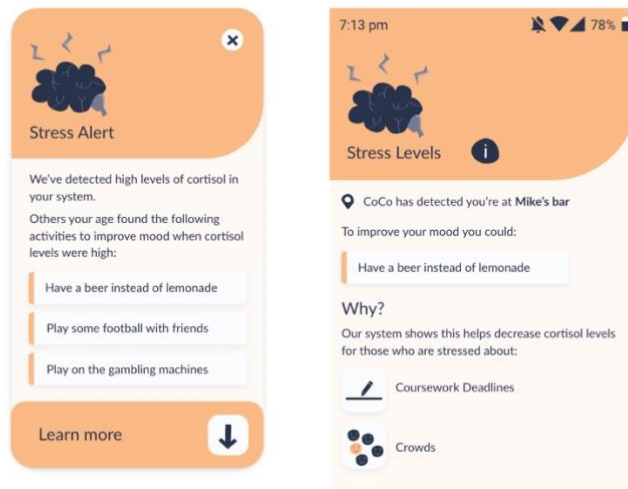 Stress Alert
We've detected high levels of cortisol in
your system.
Others your age found the following
activities to improve mood when cortisol
levels were high:
Have a beer instead of lemonade
Play some football with friends
Play on the gambling machines
Learn more
7:13 pm
78%
Stress Levels
i
CoCo has detected you're at Mike's bar
To improve your mood you could:
Have a beer instead of lemonade
Why?
Our system shows this helps decrease cortisol levels
for those who are stressed about:
Coursework Deadlines
Crowds